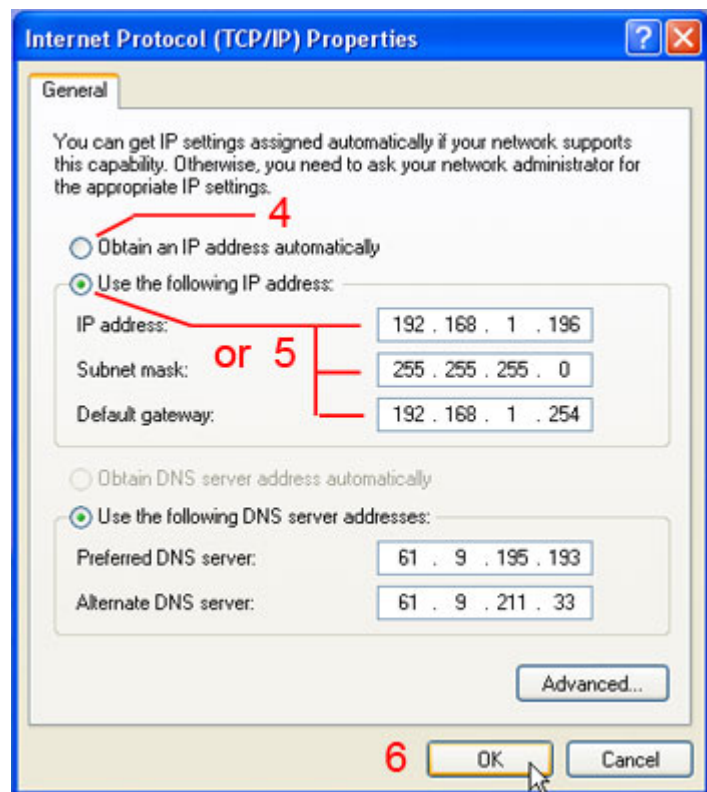 Internet Protocol (TCP/IP) Properties
General
You can get IP settings assigned automatically if your network supports
this capability. Otherwise, you need to ask your network administrator for
the appropriate IP settings.
4
Obtain an IP address automatically
Use the following IP address:
IP address: 192 . 168 . 1 . 196
or 5
Subnet mask: 255 . 255 . 255 . 0
Default gateway: 192 . 168 . 1 . 254
Obtain DNS server address automatically
Use the following DNS server addresses:
Preferred DNS server: 61 . 9 . 195 . 193
Alternate DNS server: 61 . 9 . 211 . 33
Advanced...
6 OK Cancel